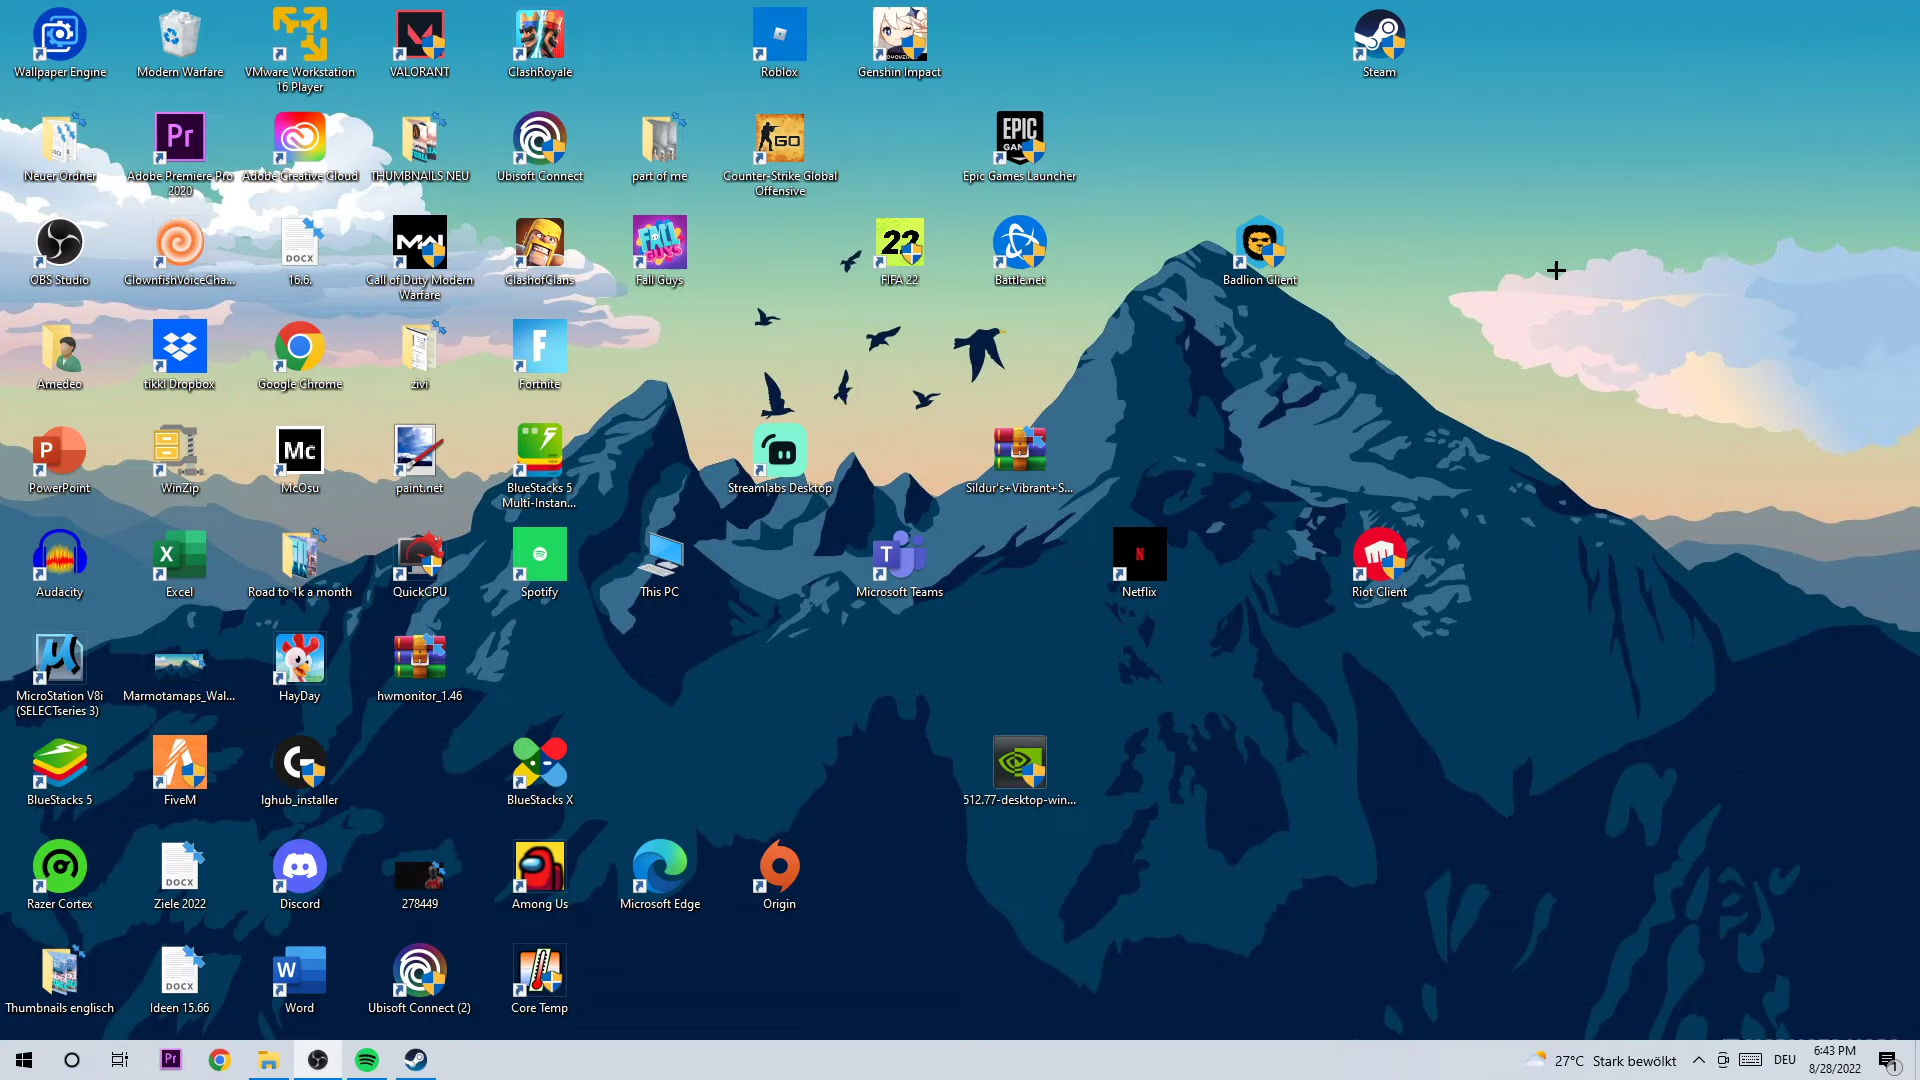 Wallpaper Engine
Modern Warfare
VMware Workstation
16 Player
VALORANT
ClashRoyale
Roblox
Genshin Impact
Steam
Neuer Ordner
Adobe Premiere Pro
2020
Adobe Creative Cloud
THUMBNAILS NEU
Ubisoft Connect
part of me
Counter-Strike Global
Offensive
Epic Games Launcher
OBS Studio
ClownfishVoiceCha...
16.6.
Call of Duty Modern
Warfare
ClashofClans
Fall Guys
FIFA 22
Battle.net
Badlion Client
Amedeo
tikkl Dropbox
Google Chrome
zivi
Fortnite
PowerPoint
WinZip
McOsu
paint.net
BlueStacks 5
Multi-Instan...
Streamlabs Desktop
Sildur's+Vibrant+S...
Audacity
Excel
Road to 1k a month
QuickCPU
Spotify
This PC
Microsoft Teams
Netflix
Riot Client
MicroStation V8i
(SELECTseries 3)
Marmotamaps_Wal...
HayDay
hwmonitor_1.46
BlueStacks 5
FiveM
lghub_installer
BlueStacks X
512.77-desktop-win...
Razer Cortex
Ziele 2022
Discord
278449
Among Us
Microsoft Edge
Origin
Thumbnails englisch
Ideen 15.66
Word
Ubisoft Connect (2)
Core Temp
27°C Stark bewölkt
DEU
6:43 PM
8/28/2022
1